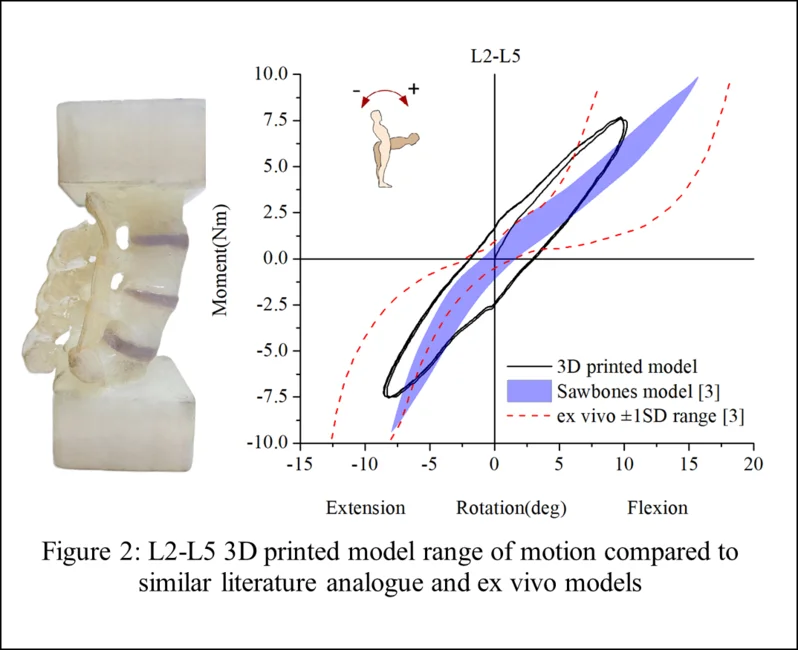 L2-L5
- +
10.0
7.5
5.0
2.5
0.0
-2.5
-5.0
-7.5
-10.0
Moment(Nm)
3D printed model
Sawbones model [3]
ex vivo ±1SD range [3]
-15 -10 -5 0 5 10 15 20
Extension Rotation(deg) Flexion
Figure 2: L2-L5 3D printed model range of motion compared to
similar literature analogue and ex vivo models